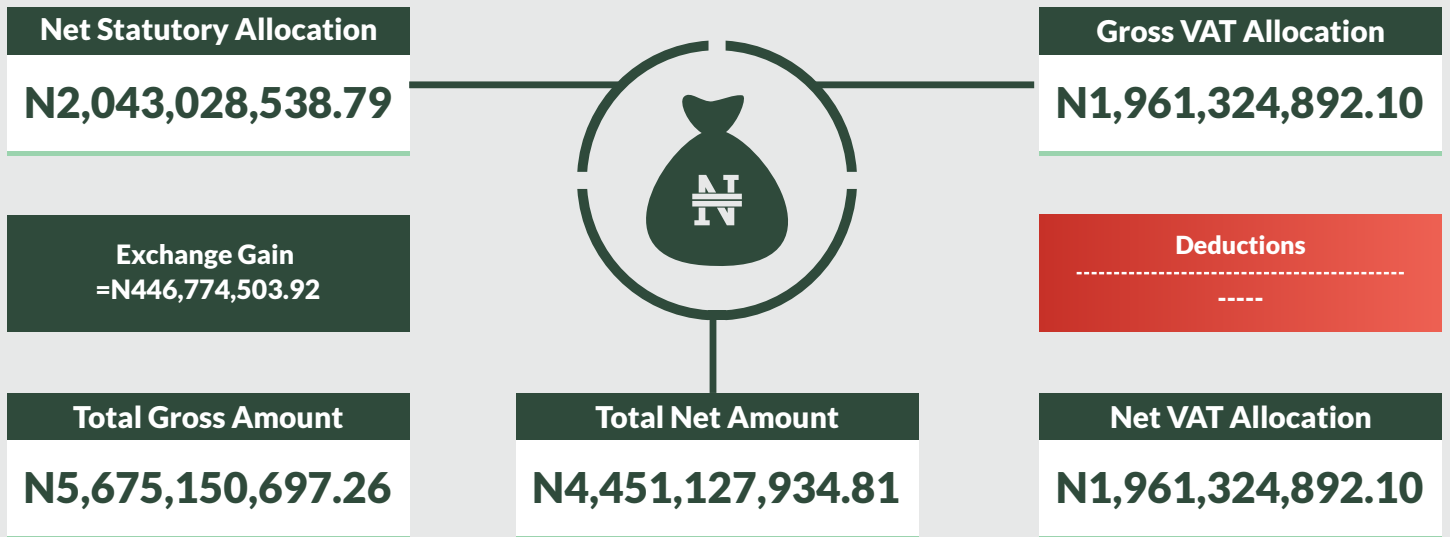 Net Statutory Allocation
N2,043,028,538.79
Gross VAT Allocation
N1,961,324,892.10
₦
Exchange Gain
=N446,774,503.92
Deductions
--------------------------------------------
-----
Total Gross Amount
N5,675,150,697.26
Total Net Amount
N4,451,127,934.81
Net VAT Allocation
N1,961,324,892.10